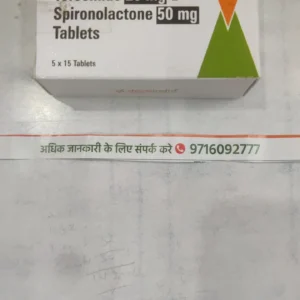 Spironolactone 50 mg
Tablets
5 x 15 Tablets
अधिक जानकारी के लिए संपर्क करे 9716092777